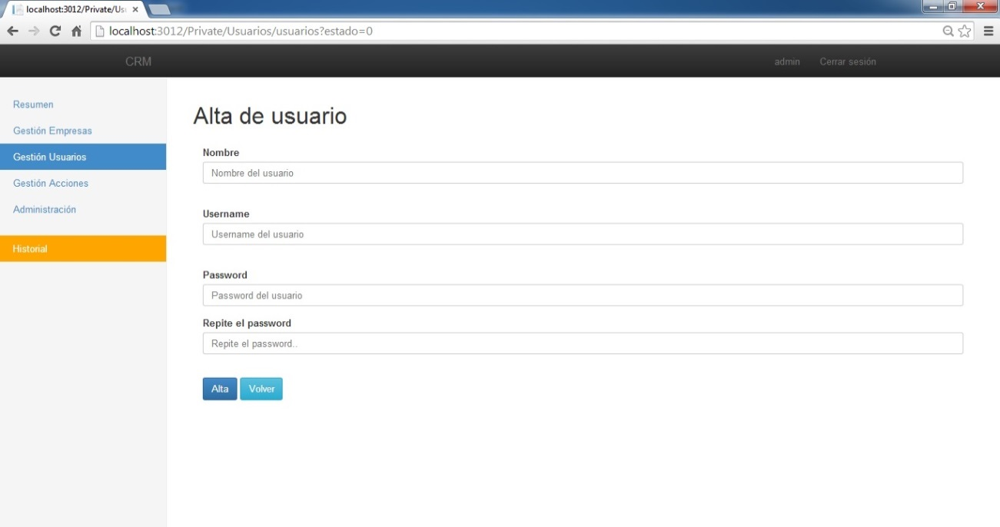 localhost:3012/Private/Us
localhost:3012/Private/Usuarios/usuarios?estado=0
CRM
admin
Cerrar sesión
Resumen
Gestión Empresas
Gestión Usuarios
Gestión Acciones
Administración
Historial
Alta de usuario
Nombre
Nombre del usuario
Username
Username del usuario
Password
Password del usuario
Repite el password
Repite el password..
Alta
Volver